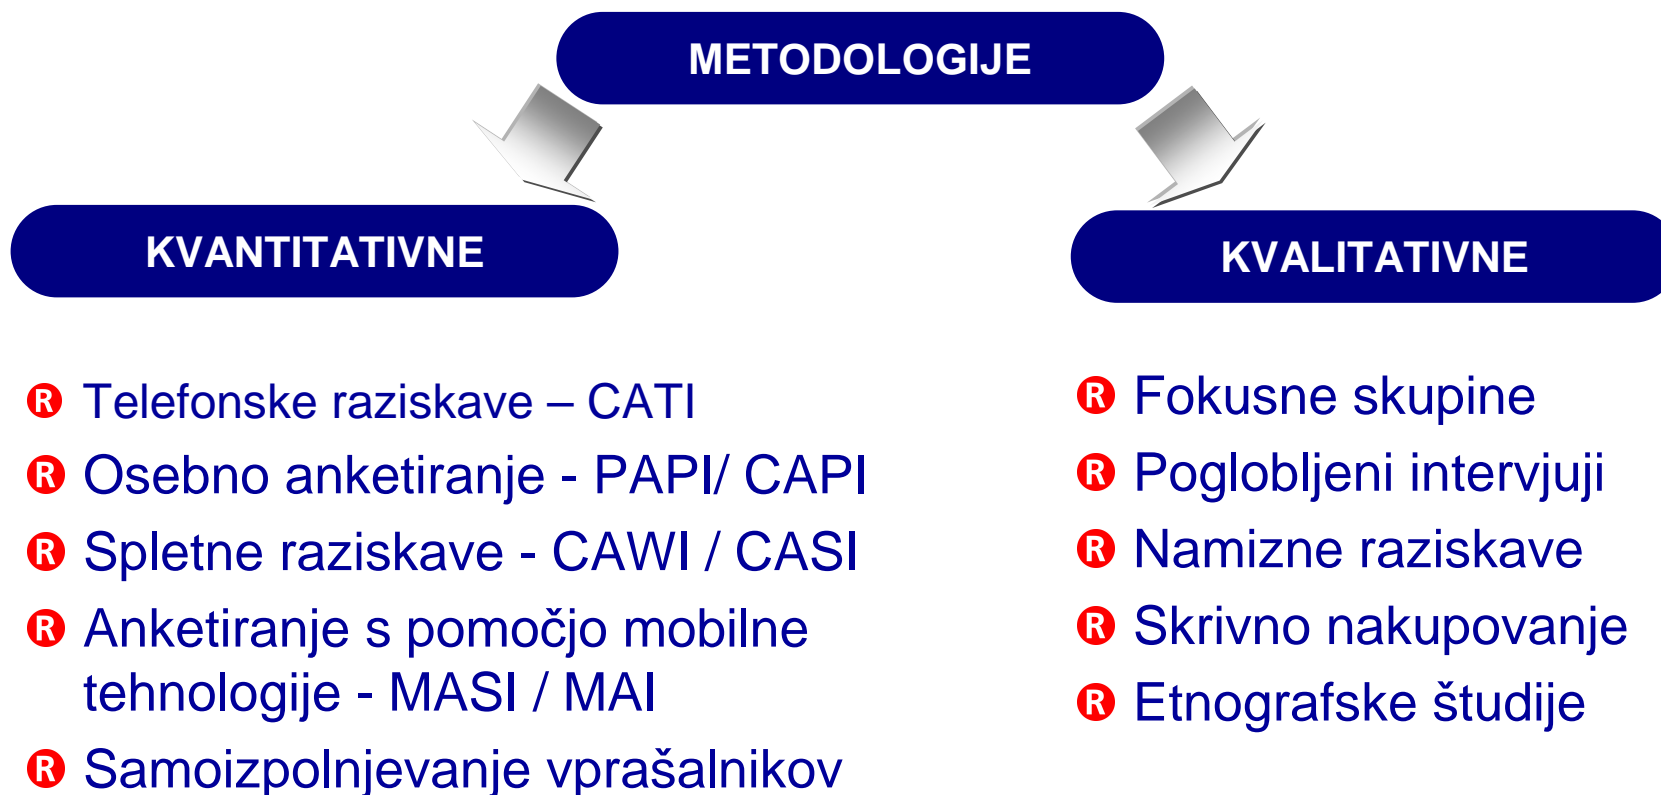 METODOLOGIJE
KVANTITATIVNE
® Telefonske raziskave – CATI
® Osebno anketiranje - PAPI/ CAPI
® Spletne raziskave - CAWI / CASI
® Anketiranje s pomočjo mobilne
tehnologije - MASI / MAI
® Samoizpolnjevanje vprašalnikov
KVALITATIVNE
® Fokusne skupine
® Poglobljeni intervjuji
® Namizne raziskave
® Skrivno nakupovanje
® Etnografske študije